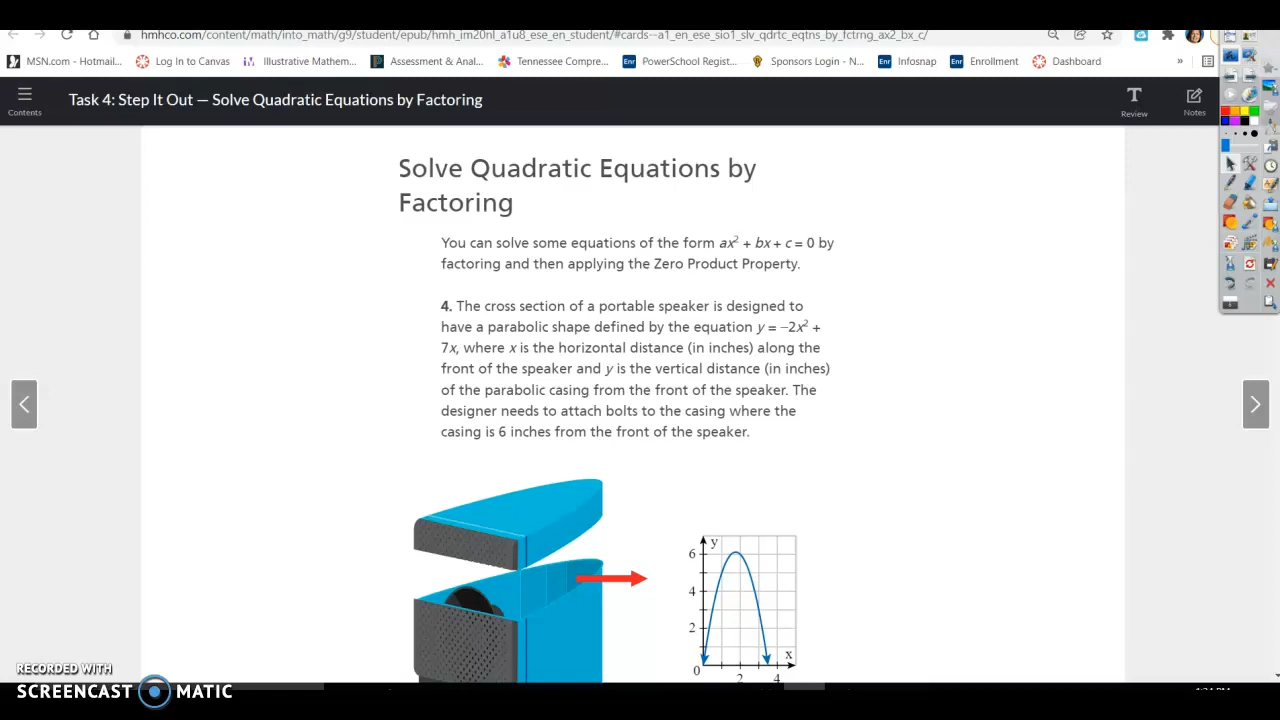 hmhco.com/content/math/into_math/g9/student/epub/hmh_im20nl_a1u8_ese_en_student/#cards--a1_en_ese_sio1_slv_qdrtc_eqtns_by_fctrng_ax2_bx_c/
MSN.com - Hotmail... Log In to Canvas Illustrative Mathem... Assessment & Anal... Tennessee Compre... Enr PowerSchool Regist... Sponsors Login - N... Enr Infosnap Enr Enrollment Dashboard »
Contents Task 4: Step It Out — Solve Quadratic Equations by Factoring T Review Notes
Solve Quadratic Equations by
Factoring
You can solve some equations of the form ax² + bx + c = 0 by
factoring and then applying the Zero Product Property.
4. The cross section of a portable speaker is designed to
have a parabolic shape defined by the equation y = −2x² +
7x, where x is the horizontal distance (in inches) along the
front of the speaker and y is the vertical distance (in inches)
of the parabolic casing from the front of the speaker. The
designer needs to attach bolts to the casing where the
casing is 6 inches from the front of the speaker.
y
6
4
2
x
0
2 4
RECORDED WITH
SCREENCAST MATIC